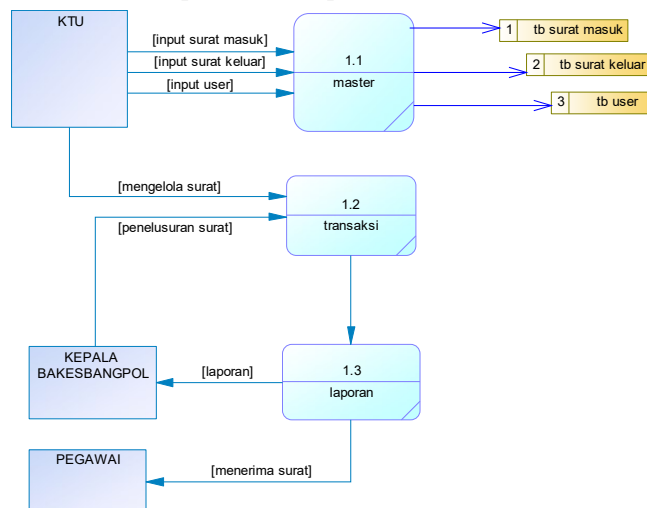 KTU
[input surat masuk]
[input surat keluar]
[input user]
1.1
master
1 tb surat masuk
2 tb surat keluar
3 tb user
[mengelola surat]
[penelusuran surat]
1.2
transaksi
KEPALA
BAKESBANGPOL
[laporan]
1.3
laporan
PEGAWAI
[menerima surat]